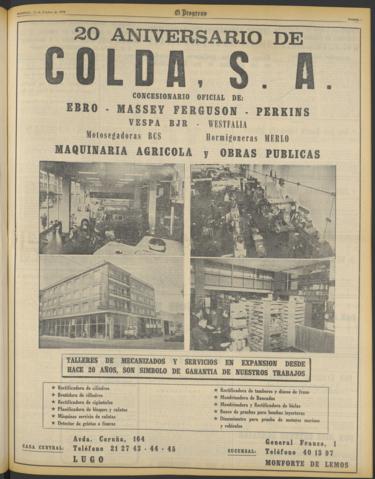 El Progreso
20 ANIVERSARIO DE
COLDA, S. A.
CONCESIONARIO OFICIAL DE:
EBRO - MASSEY FERGUSON - PERKINS
VESPA BJR - WESTFALIA
Motosegadoras BCS Hormigoneras MERLO
MAQUINARIA AGRICOLA y OBRAS PUBLICAS
TALLERES DE MECANIZADOS Y SERVICIOS EN EXPANSION DESDE
HACE 20 AÑOS, SON SIMBOLO DE GARANTIA DE NUESTROS TRABAJOS
★ Rectificadora de cilindros
★ Bruñidora de cilindros
★ Rectificadora de cigüeñales
★ Planificadora de bloques y culatas
★ Máquinas servicio de culatas
★ Detector de grietas o fisuras
★ Rectificadora de tambores y discos de freno
★ Mandrinadora de Bancadas
★ Mandrinadora y Rectificadora de bielas
★ Banco de pruebas para bombas inyectoras
★ Dinamómetro para prueba de motores marinos
y vehículos
CASA CENTRAL:
Avda. Coruña, 164
Teléfono 21 27 43 - 44 - 45
LUGO
SUCURSAL:
General Franco, 1
Teléfono 40 13 97
MONFORTE DE LEMOS